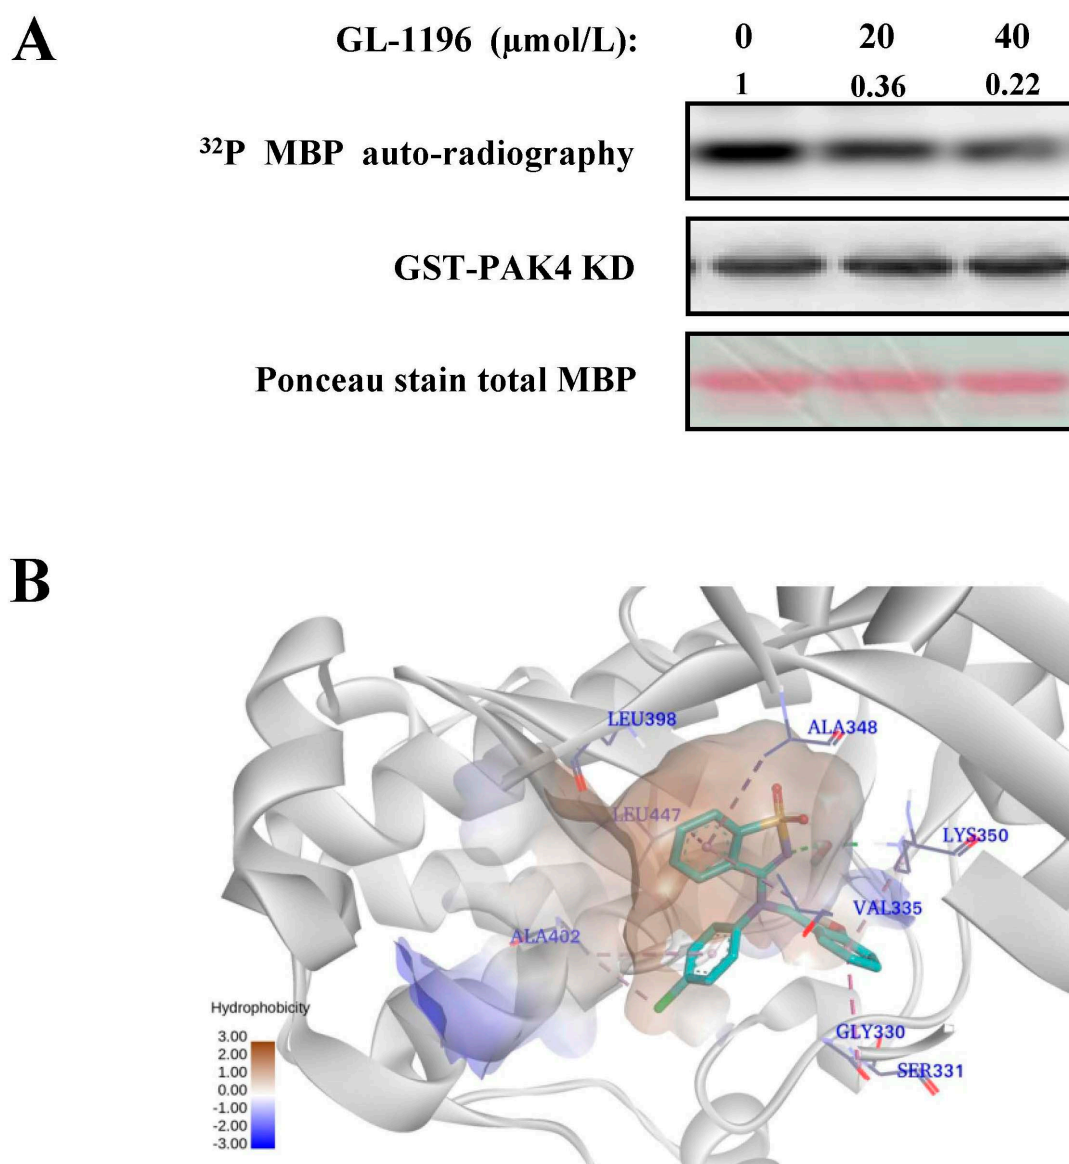 A
GL-1196 (μmol/L): 0 20 40
1 0.36 0.22
³²P MBP auto-radiography
GST-PAK4 KD
Ponceau stain total MBP
B
LEU398
ALA348
LEU447
LYS350
VAL335
ALA402
GLY330
SER331
Hydrophobicity
3.00
2.00
1.00
0.00
-1.00
-2.00
-3.00